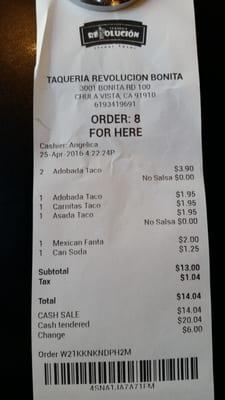 REVOLUCIÓN
Street Tacos
TAQUERIA REVOLUCION BONITA
3001 BONITA RD 100
CHULA VISTA, CA 91910
6193419691
ORDER: 8
FOR HERE
Cashier: Angelica
25-Apr-2016 4:22:24P
2 Adobada Taco $3.90
No Salsa $0.00
1 Adobada Taco $1.95
1 Carnitas Taco $1.95
1 Asada Taco $1.95
No Salsa $0.00
1 Mexican Fanta $2.00
1 Can Soda $1.25
Subtotal $13.00
Tax $1.04
Total $14.04
CASH SALE $14.04
Cash tendered $20.04
Change $6.00
Order W21KKNKNDPH2M